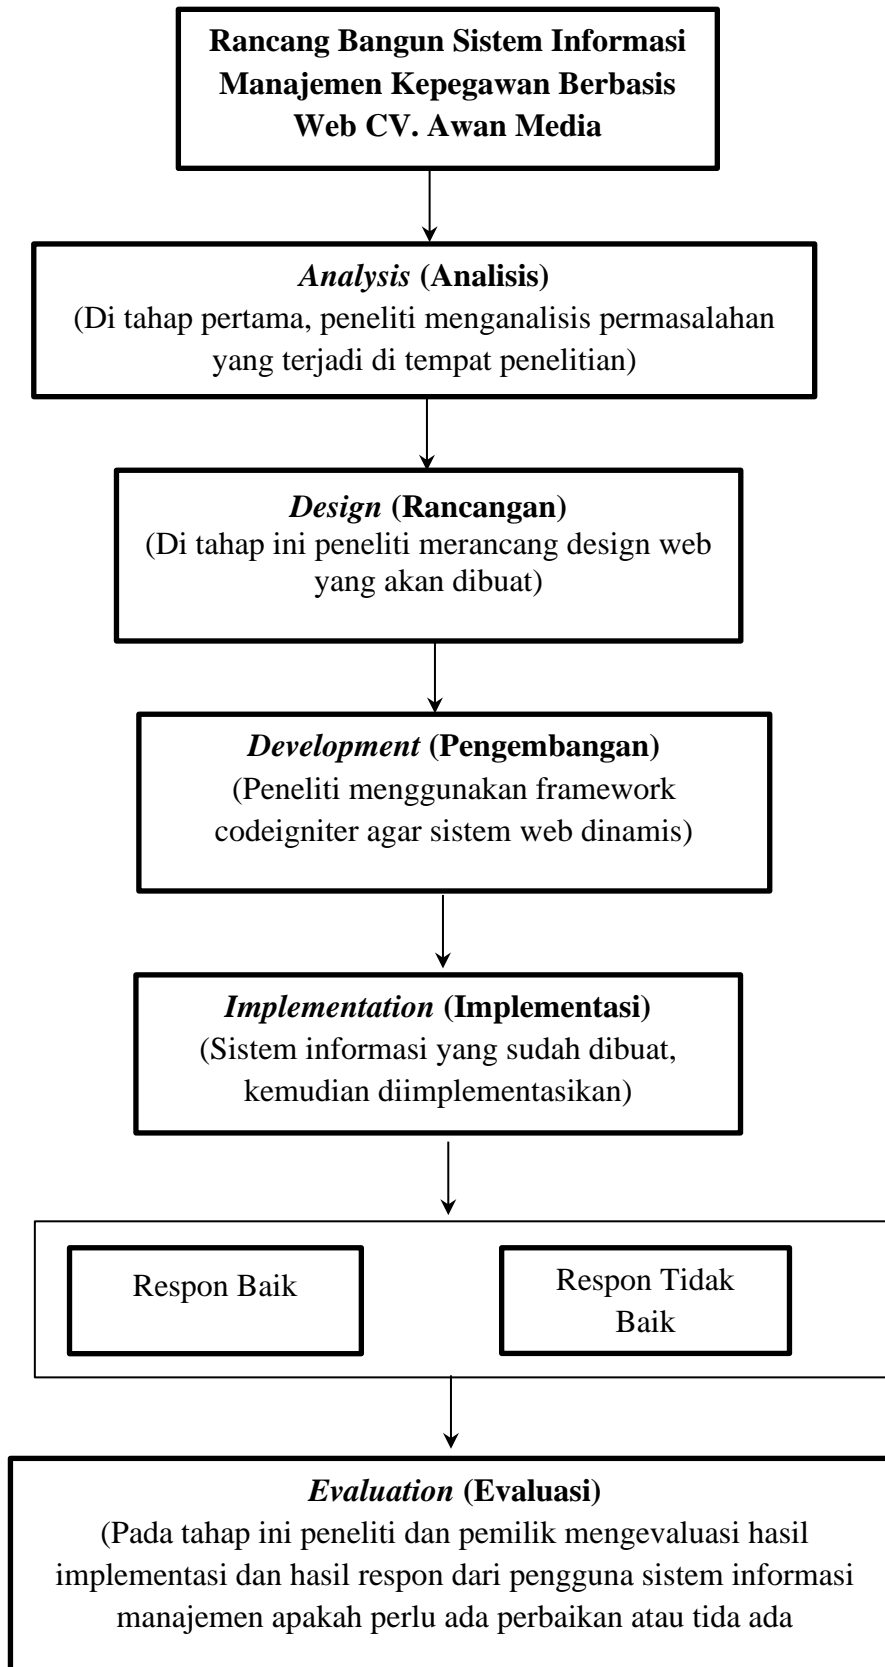 Rancang Bangun Sistem Informasi
Manajemen Kepegawan Berbasis
Web CV. Awan Media
Analysis (Analisis)
(Di tahap pertama, peneliti menganalisis permasalahan
yang terjadi di tempat penelitian)
Design (Rancangan)
(Di tahap ini peneliti merancang design web
yang akan dibuat)
Development (Pengembangan)
(Peneliti menggunakan framework
codeigniter agar sistem web dinamis)
Implementation (Implementasi)
(Sistem informasi yang sudah dibuat,
kemudian diimplementasikan)
Respon Baik
Respon Tidak
Baik
Evaluation (Evaluasi)
(Pada tahap ini peneliti dan pemilik mengevaluasi hasil
implementasi dan hasil respon dari pengguna sistem informasi
manajemen apakah perlu ada perbaikan atau tida ada